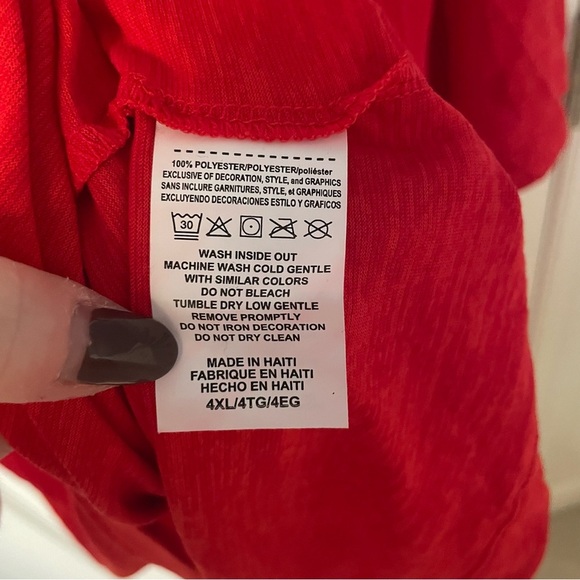 100% POLYESTER/POLYESTER/poliéster
EXCLUSIVE OF DECORATION, STYLE, and GRAPHICS
SANS INCLURE GARNITURES, STYLE, et GRAPHIQUES
EXCLUYENDO DECORACIONES ESTILO Y GRAFICOS
30
WASH INSIDE OUT
MACHINE WASH COLD GENTLE
WITH SIMILAR COLORS
DO NOT BLEACH
TUMBLE DRY LOW GENTLE
REMOVE PROMPTLY
DO NOT IRON DECORATION
DO NOT DRY CLEAN
MADE IN HAITI
FABRIQUE EN HAITI
HECHO EN HAITI
4XL/4TG/4EG